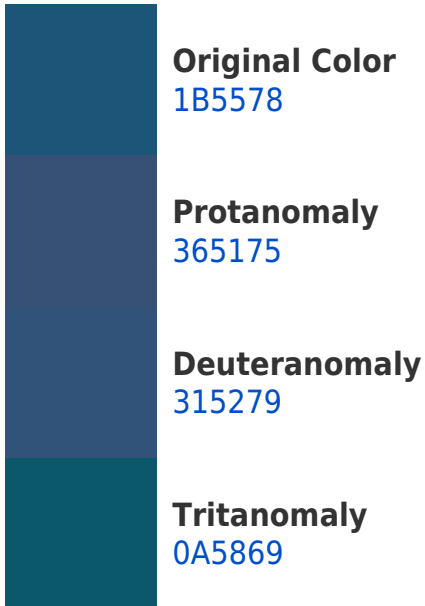 Original Color
1B5578
Protanomaly
365175
Deuteranomaly
315279
Tritanomaly
0A5869